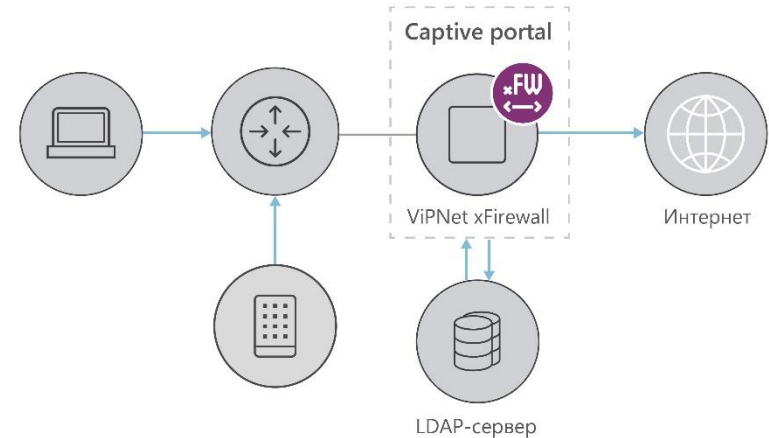 Captive portal
xFW
ViPNet xFirewall
Интернет
LDAP-сервер